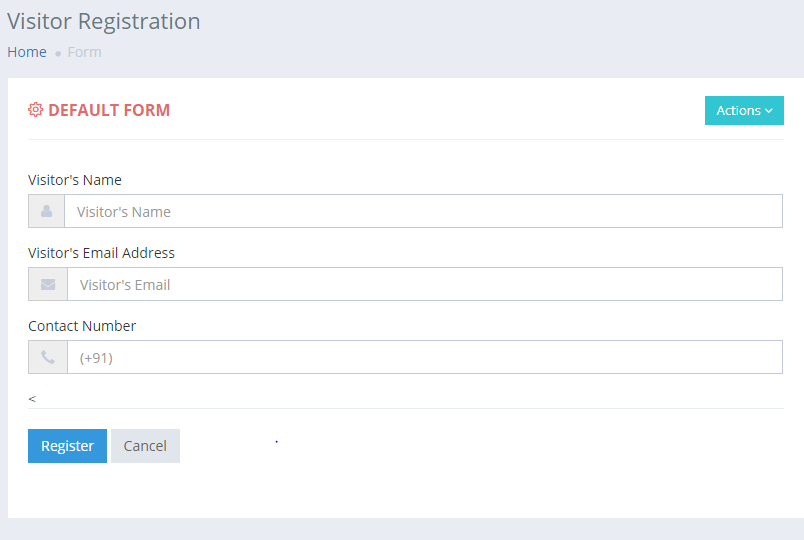 Visitor Registration
Home Form
DEFAULT FORM
Actions
Visitor's Name
Visitor's Name
Visitor's Email Address
Visitor's Email
Contact Number
(+91)
<
Register Cancel